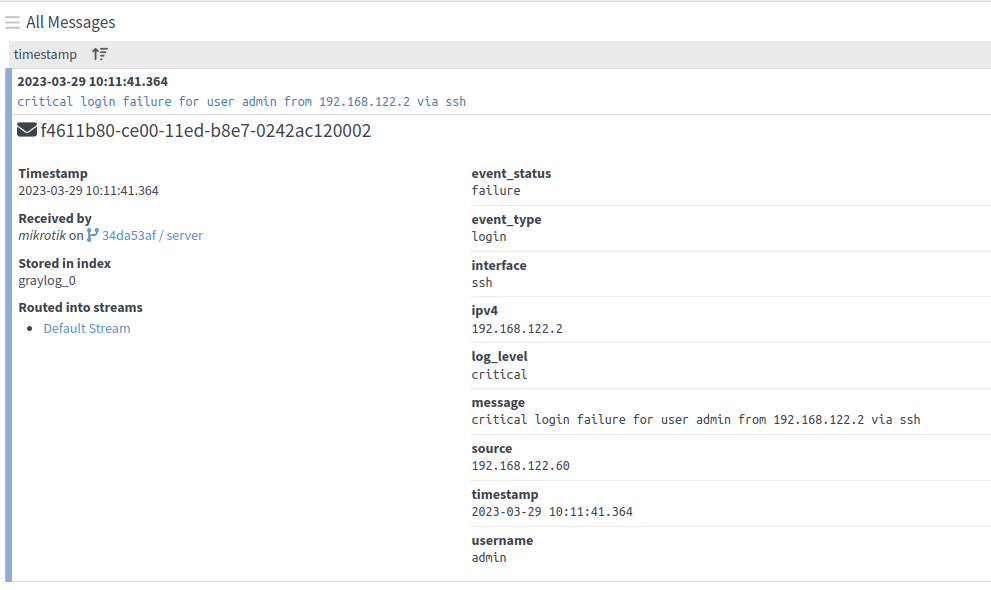 All Messages
timestamp
2023-03-29 10:11:41.364
critical login failure for user admin from 192.168.122.2 via ssh
f4611b80-ce00-11ed-b8e7-0242ac120002
Timestamp
2023-03-29 10:11:41.364
Received by
mikrotik on 34da53af / server
Stored in index
graylog_0
Routed into streams
• Default Stream
event_status
failure
event_type
login
interface
ssh
ipv4
192.168.122.2
log_level
critical
message
critical login failure for user admin from 192.168.122.2 via ssh
source
192.168.122.60
timestamp
2023-03-29 10:11:41.364
username
admin